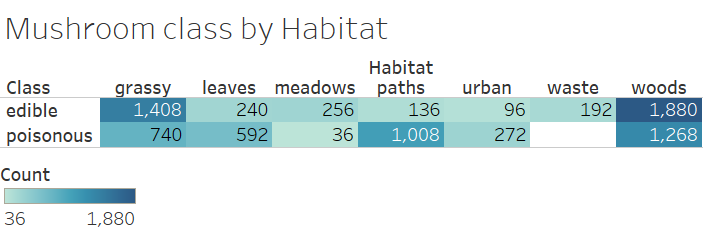 Mushroom class by Habitat
Habitat
Class grassy leaves meadows paths urban waste woods
edible 1,408 240 256 136 96 192 1,880
poisonous 740 592 36 1,008 272 1,268
Count
36 1,880